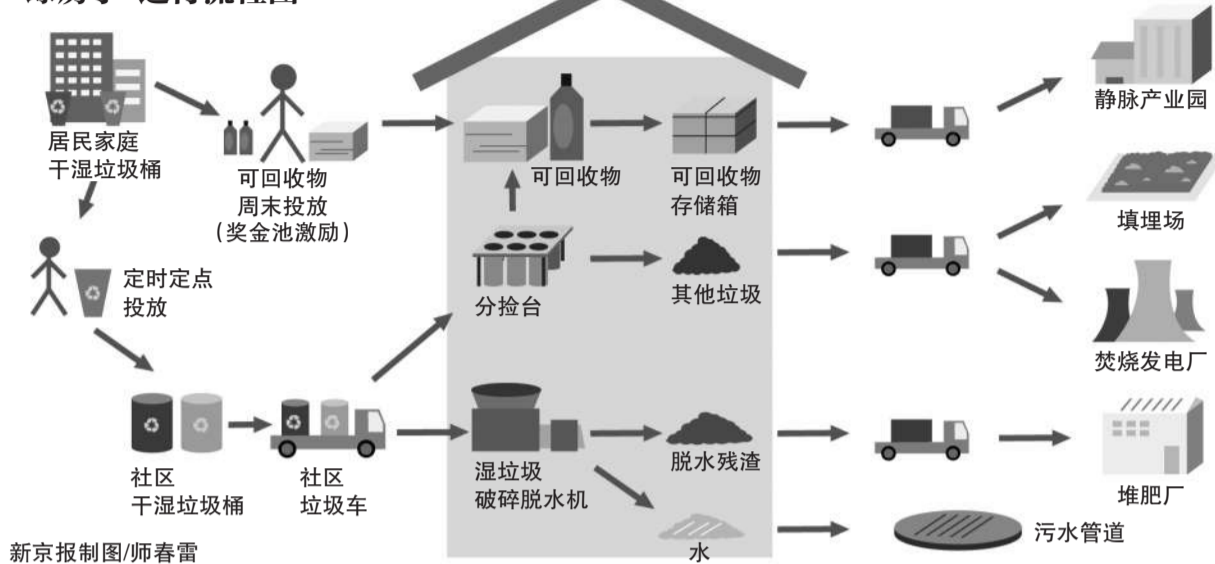 运行流程图
居民家庭
干湿垃圾桶
可回收物
周末投放
（奖金池激励）
定时定点
投放
社区
干湿垃圾桶
社区
垃圾车
可回收物
可回收物
存储箱
分捡台
其他垃圾
湿垃圾
破碎脱水机
脱水残渣
水
静脉产业园
填埋场
焚烧发电厂
堆肥厂
污水管道
新京报制图/师春雷